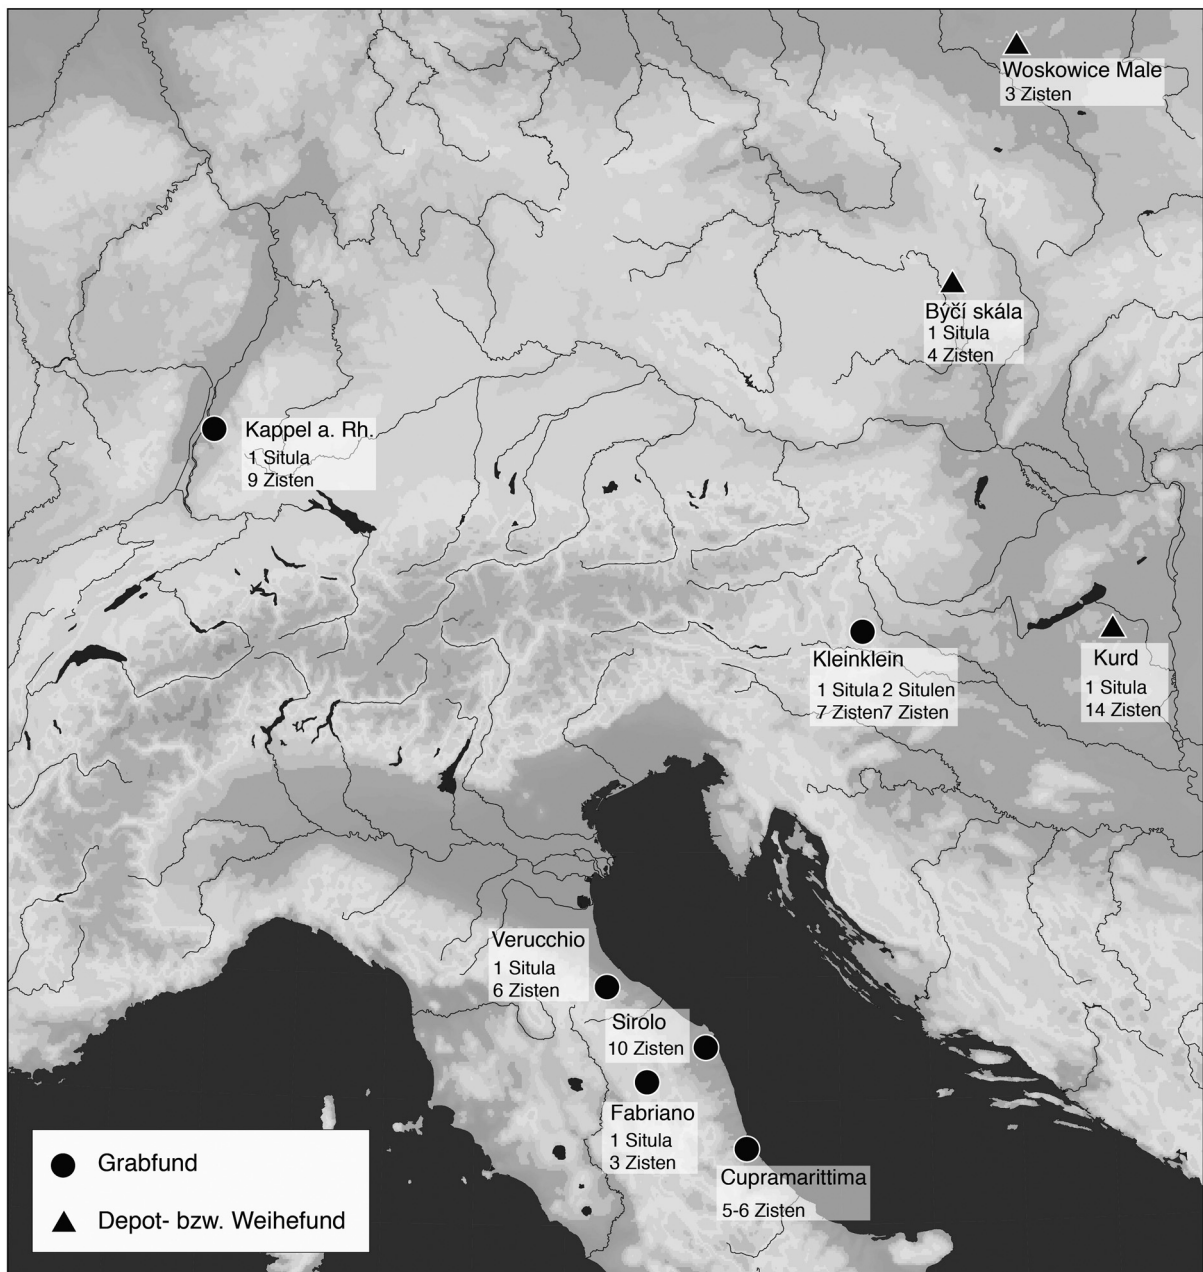 Woskowice Male
3 Zisten
Býčí skála
1 Situla
4 Zisten
Kappel a. Rh.
1 Situla
9 Zisten
Kleinklein
1 Situla 2 Situlen
7 Zisten 7 Zisten
Kurd
1 Situla
14 Zisten
Verucchio
1 Situla
6 Zisten
Sirolo
10 Zisten
Fabriano
1 Situla
3 Zisten
Cupramarittima
5-6 Zisten
Grabfund
Depot- bzw. Weihefund